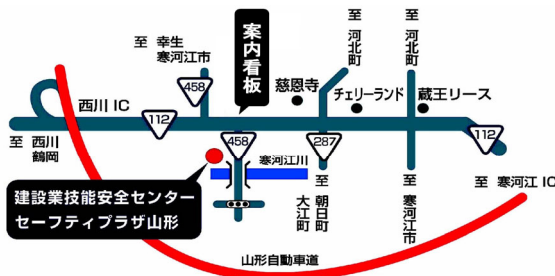 至 幸生
寒河江市
案内看板
至 河北町
至 河北町
458
慈恩寺
チェリーランド
蔵王リース
西川 IC
112
458
287
112
至 西川
鶴岡
寒河江川
至 朝日町
大江町
至 寒河江市
至 寒河江 IC
建設業技能安全センター
セーフティプラザ山形
山形自動車道